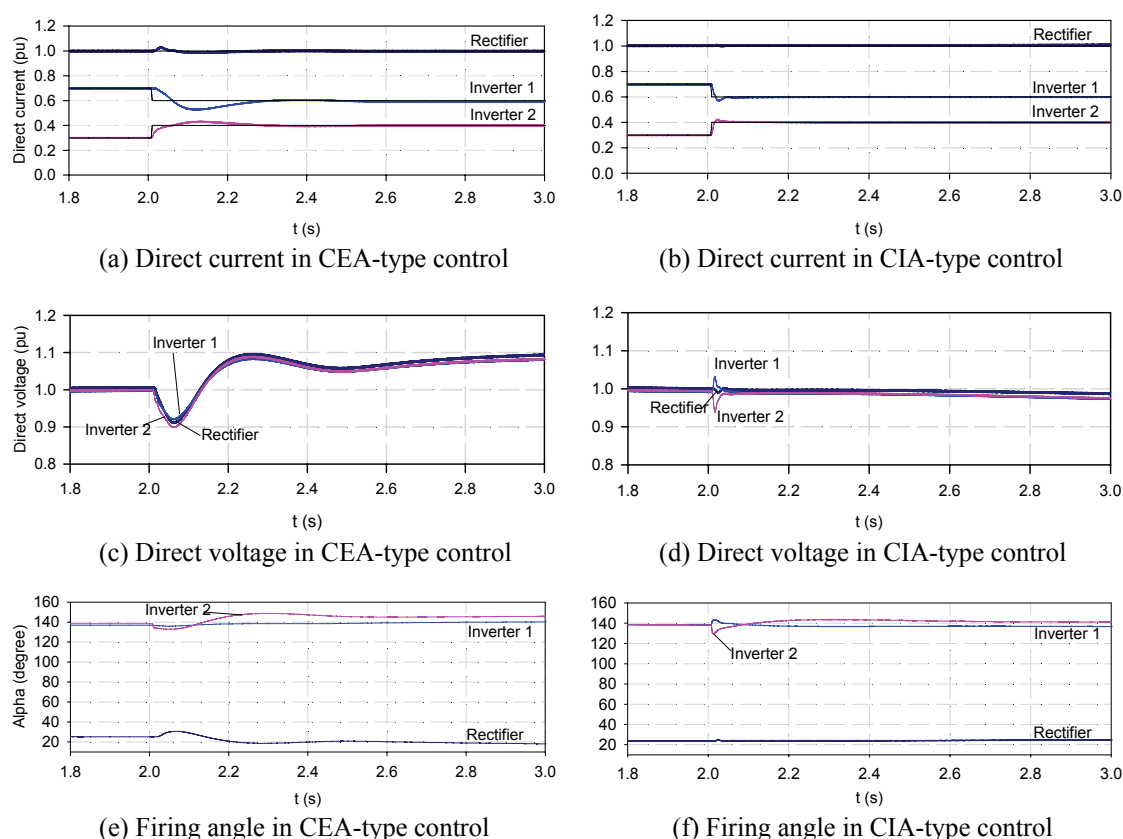 Direct current (pu)
1.2
1.0
0.8
0.6
0.4
0.2
0.0
Rectifier
Inverter 1
Inverter 2
1.8 2.0 2.2 2.4 2.6 2.8 3.0
t (s)
(a) Direct current in CEA-type control
1.2
1.0
0.8
0.6
0.4
0.2
0.0
Rectifier
Inverter 1
Inverter 2
1.8 2.0 2.2 2.4 2.6 2.8 3.0
t (s)
(b) Direct current in CIA-type control
Direct voltage (pu)
1.2
1.1
1.0
0.9
0.8
Inverter 1
Inverter 2
Rectifier
1.8 2.0 2.2 2.4 2.6 2.8 3.0
t (s)
(c) Direct voltage in CEA-type control
1.2
1.1
1.0
0.9
0.8
Inverter 1
Rectifier
Inverter 2
1.8 2.0 2.2 2.4 2.6 2.8 3.0
t (s)
(d) Direct voltage in CIA-type control
Alpha (degree)
160
140
120
100
80
60
40
20
Inverter 2
Inverter 1
Rectifier
1.8 2.0 2.2 2.4 2.6 2.8 3.0
t (s)
(e) Firing angle in CEA-type control
160
140
120
100
80
60
40
20
Inverter 1
Inverter 2
Rectifier
1.8 2.0 2.2 2.4 2.6 2.8 3.0
t (s)
(f) Firing angle in CIA-type control